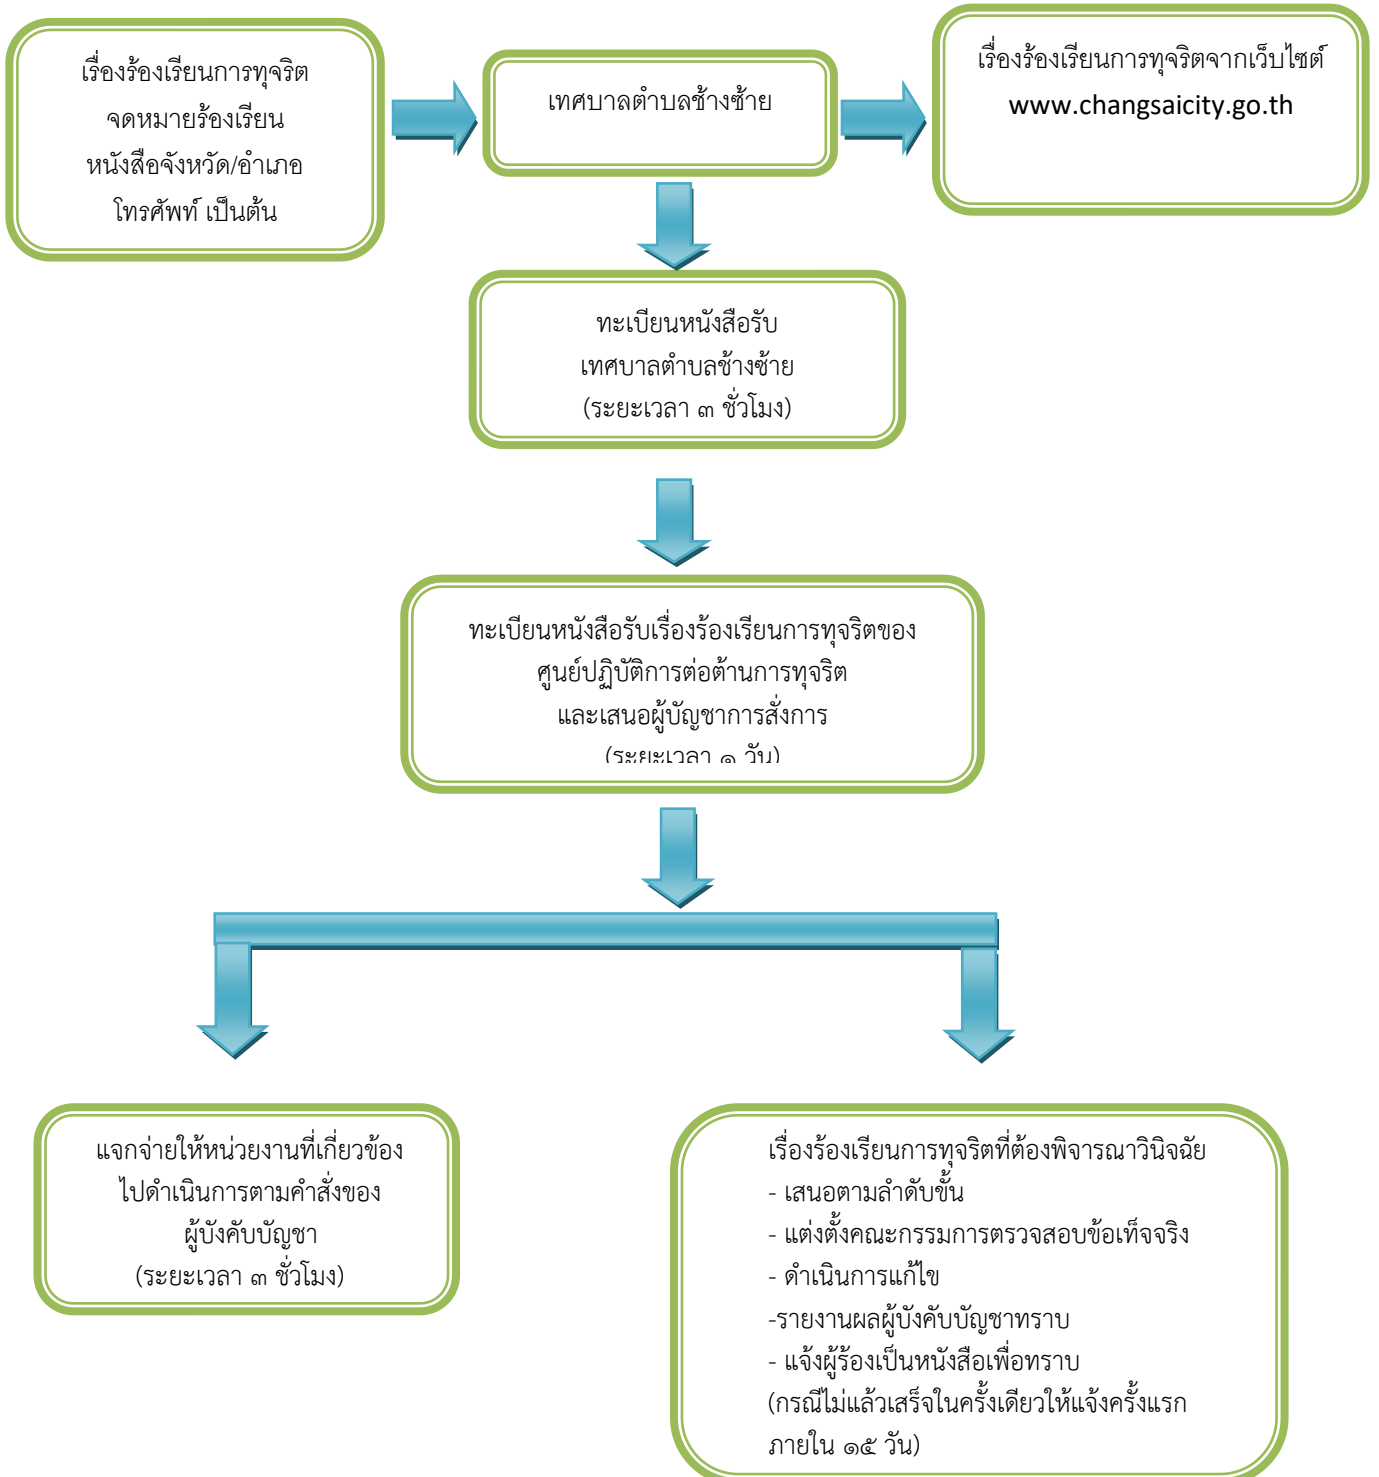 เรื่องร้องเรียนการทุจริต
จดหมายร้องเรียน
หนังสือจังหวัด/อำเภอ
โทรศัพท์ เป็นต้น
เทศบาลตำบลช้างซ้าย
เรื่องร้องเรียนการทุจริตจากเว็บไซต์
www.changsaicity.go.th
ทะเบียนหนังสือรับ
เทศบาลตำบลช้างซ้าย
(ระยะเวลา ๓ ชั่วโมง)
ทะเบียนหนังสือรับเรื่องร้องเรียนการทุจริตของ
ศูนย์ปฏิบัติการต่อต้านการทุจริต
และเสนอผู้บัญชาการสั่งการ
(ระยะเวลา ๑ วัน)
แจกจ่ายให้หน่วยงานที่เกี่ยวข้อง
ไปดำเนินการตามคำสั่งของ
ผู้บังคับบัญชา
(ระยะเวลา ๓ ชั่วโมง)
เรื่องร้องเรียนการทุจริตที่ต้องพิจารณาวินิจฉัย
- เสนอตามลำดับขั้น
- แต่งตั้งคณะกรรมการตรวจสอบข้อเท็จจริง
- ดำเนินการแก้ไข
-รายงานผลผู้บังคับบัญชาทราบ
- แจ้งผู้ร้องเป็นหนังสือเพื่อทราบ
(กรณีไม่แล้วเสร็จในครั้งเดียวให้แจ้งครั้งแรก
ภายใน ๑๕ วัน)